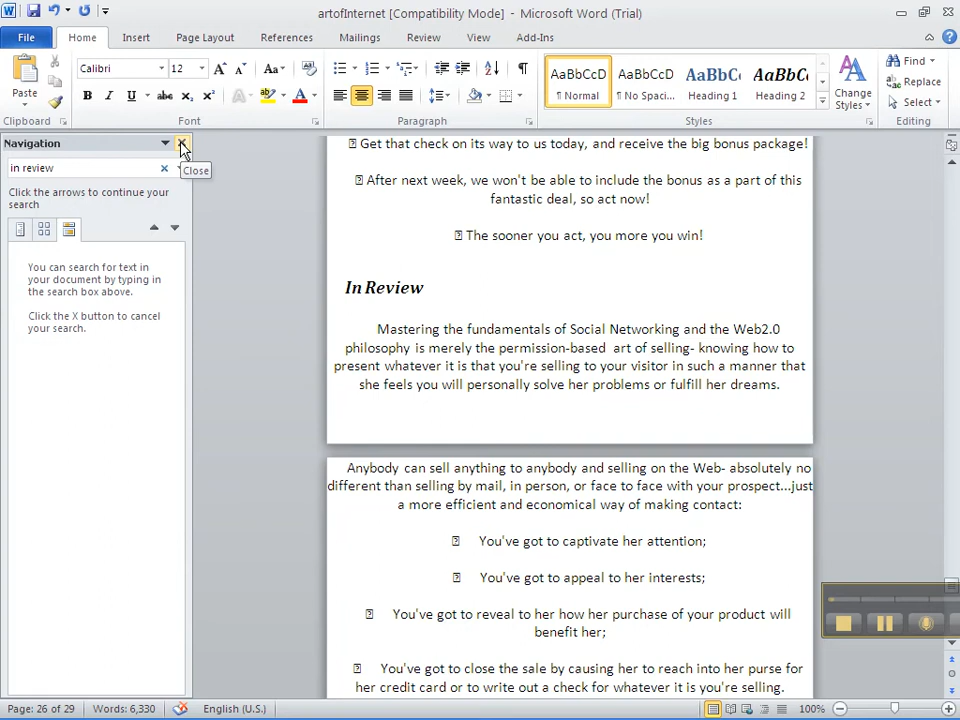 artofInternet [Compatibility Mode] - Microsoft Word (Trial)
File Home Insert Page Layout References Mailings Review View Add-Ins
Paste
Clipboard
Calibri 12 Aa
B I U abc X₂ X² A
Font
Paragraph
AaBbCcD AaBbCcD AaBbCc AaBbCc
¶ Normal ¶ No Spaci... Heading 1 Heading 2
Change Styles
Styles
Find
Replace
Select
Editing
Navigation
in review
Close
Click the arrows to continue your
search
You can search for text in
your document by typing in
the search box above.
Click the X button to cancel
your search.
Get that check on its way to us today, and receive the big bonus package!
After next week, we won't be able to include the bonus as a part of this
fantastic deal, so act now!
The sooner you act, you more you win!
In Review
Mastering the fundamentals of Social Networking and the Web2.0
philosophy is merely the permission-based art of selling- knowing how to
present whatever it is that you're selling to your visitor in such a manner that
she feels you will personally solve her problems or fulfill her dreams.
Anybody can sell anything to anybody and selling on the Web- absolutely no
different than selling by mail, in person, or face to face with your prospect...just
a more efficient and economical way of making contact:
You've got to captivate her attention;
You've got to appeal to her interests;
You've got to reveal to her how her purchase of your product will
benefit her;
You've got to close the sale by causing her to reach into her purse for
her credit card or to write out a check for whatever it is you're selling.
Page: 26 of 29 Words: 6,330 English (U.S.) 100%